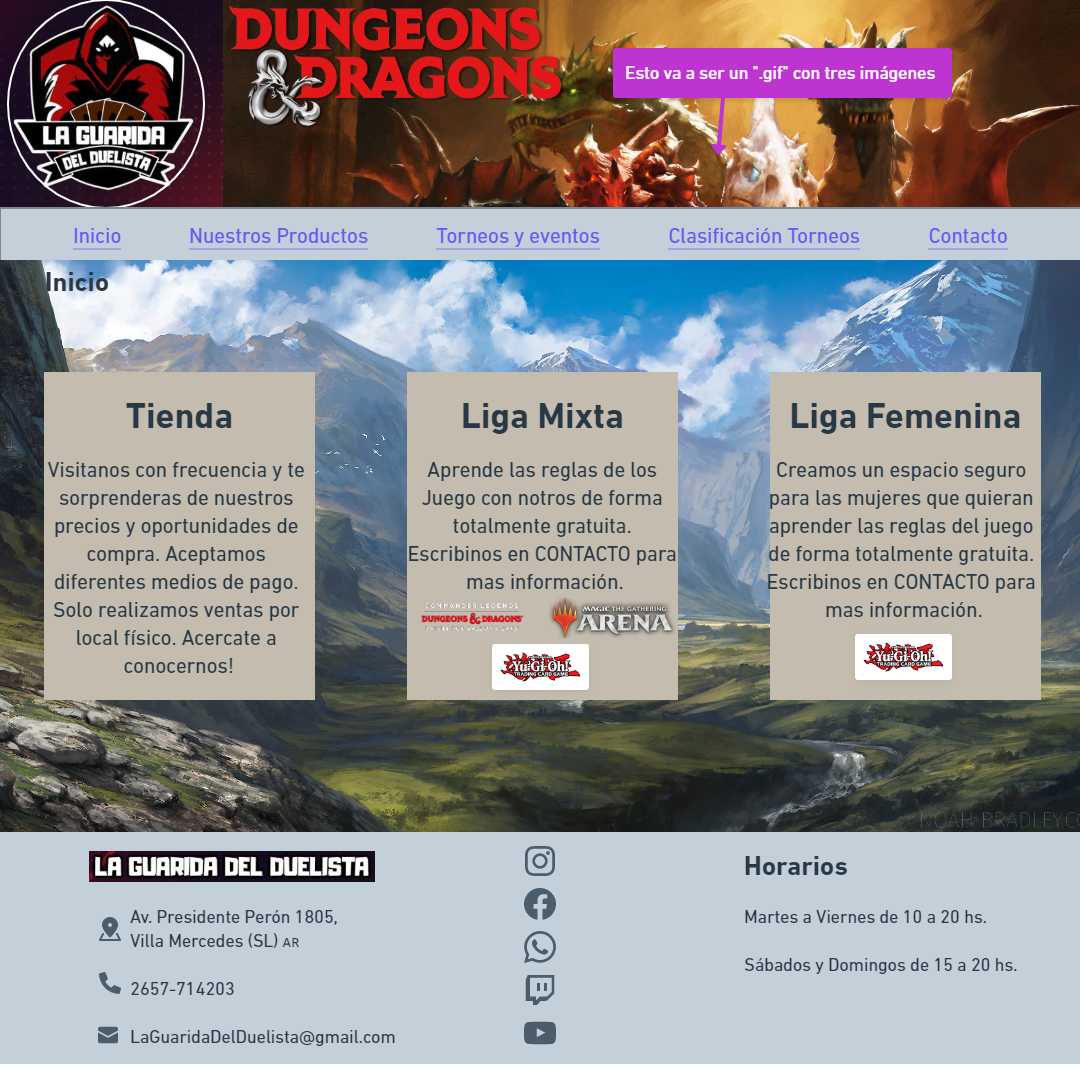 DUNGEONS
& DRAGONS
Esto va a ser un ".gif" con tres imágenes
LA GUARIDA
DEL DUELISTA
Inicio Nuestros Productos Torneos y eventos Clasificación Torneos Contacto
Inicio
Tienda
Visitanos con frecuencia y te
sorprenderas de nuestros
precios y oportunidades de
compra. Aceptamos
diferentes medios de pago.
Solo realizamos ventas por
local físico. Acercate a
conocernos!
Liga Mixta
Aprende las reglas de los
Juego con notros de forma
totalmente gratuita.
Escribinos en CONTACTO para
mas información.
COMMANDER LEGENDS
DUNGEONS & DRAGONS
MAGIC THE GATHERING
ARENA
Yu-Gi-Oh!
TRADING CARD GAME
Liga Femenina
Creamos un espacio seguro
para las mujeres que quieran
aprender las reglas del juego
de forma totalmente gratuita.
Escribinos en CONTACTO para
mas información.
Yu-Gi-Oh!
TRADING CARD GAME
NOAH BRADLEY.CO
LA GUARIDA DEL DUELISTA
Av. Presidente Perón 1805,
Villa Mercedes (SL) AR
2657-714203
LaGuaridaDelDuelista@gmail.com
Horarios
Martes a Viernes de 10 a 20 hs.
Sábados y Domingos de 15 a 20 hs.